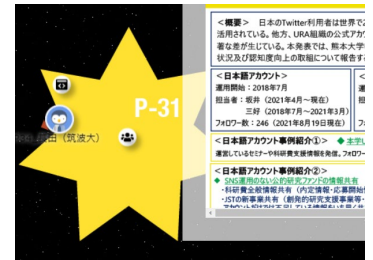 P-31
田（筑波大）
＜概要＞　日本のTwitter利用者は世界で
活用されている。他方、URA組織の公式アカ
著な差が生じている。本発表では、熊本大
状況及び認知度向上の取組について報告す
＜日本語アカウント＞
運用開始：2018年7月
担当者：坂井（2021年4月～現在）
三好（2018年7月～2021年3月）
フォロワー数：246（2021年8月19日現在）
＜日本語アカウント事例紹介①＞　◆ 本学い
運営しているセミナーや科研費支援情報を発信。フォロワー
＜日本語アカウント事例紹介②＞
◆ SNS運用のない公的研究ファンドの情報共有
・科研費全般情報共有（内定情報・応募開始
・JSTの新事業共有（創発的研究支援事業等・